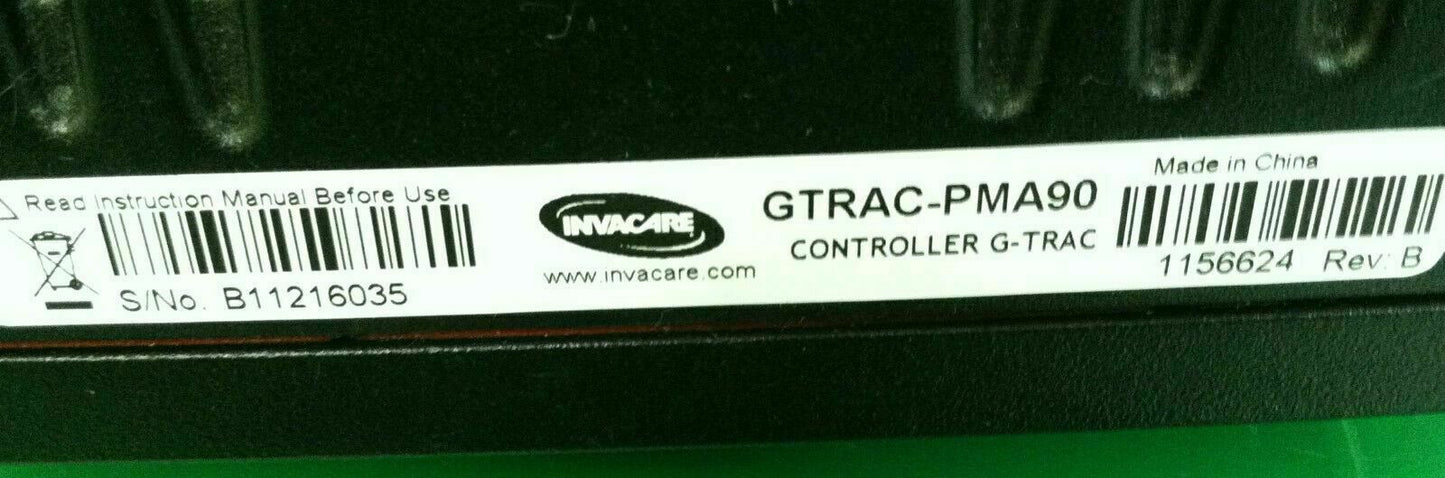 Read Instruction Manual Before Use
S/No. B11216035
INVACARE
www.invacare.com
GTRAC-PMA90
CONTROLLER G-TRAC
Made in China
1156624 Rev: B